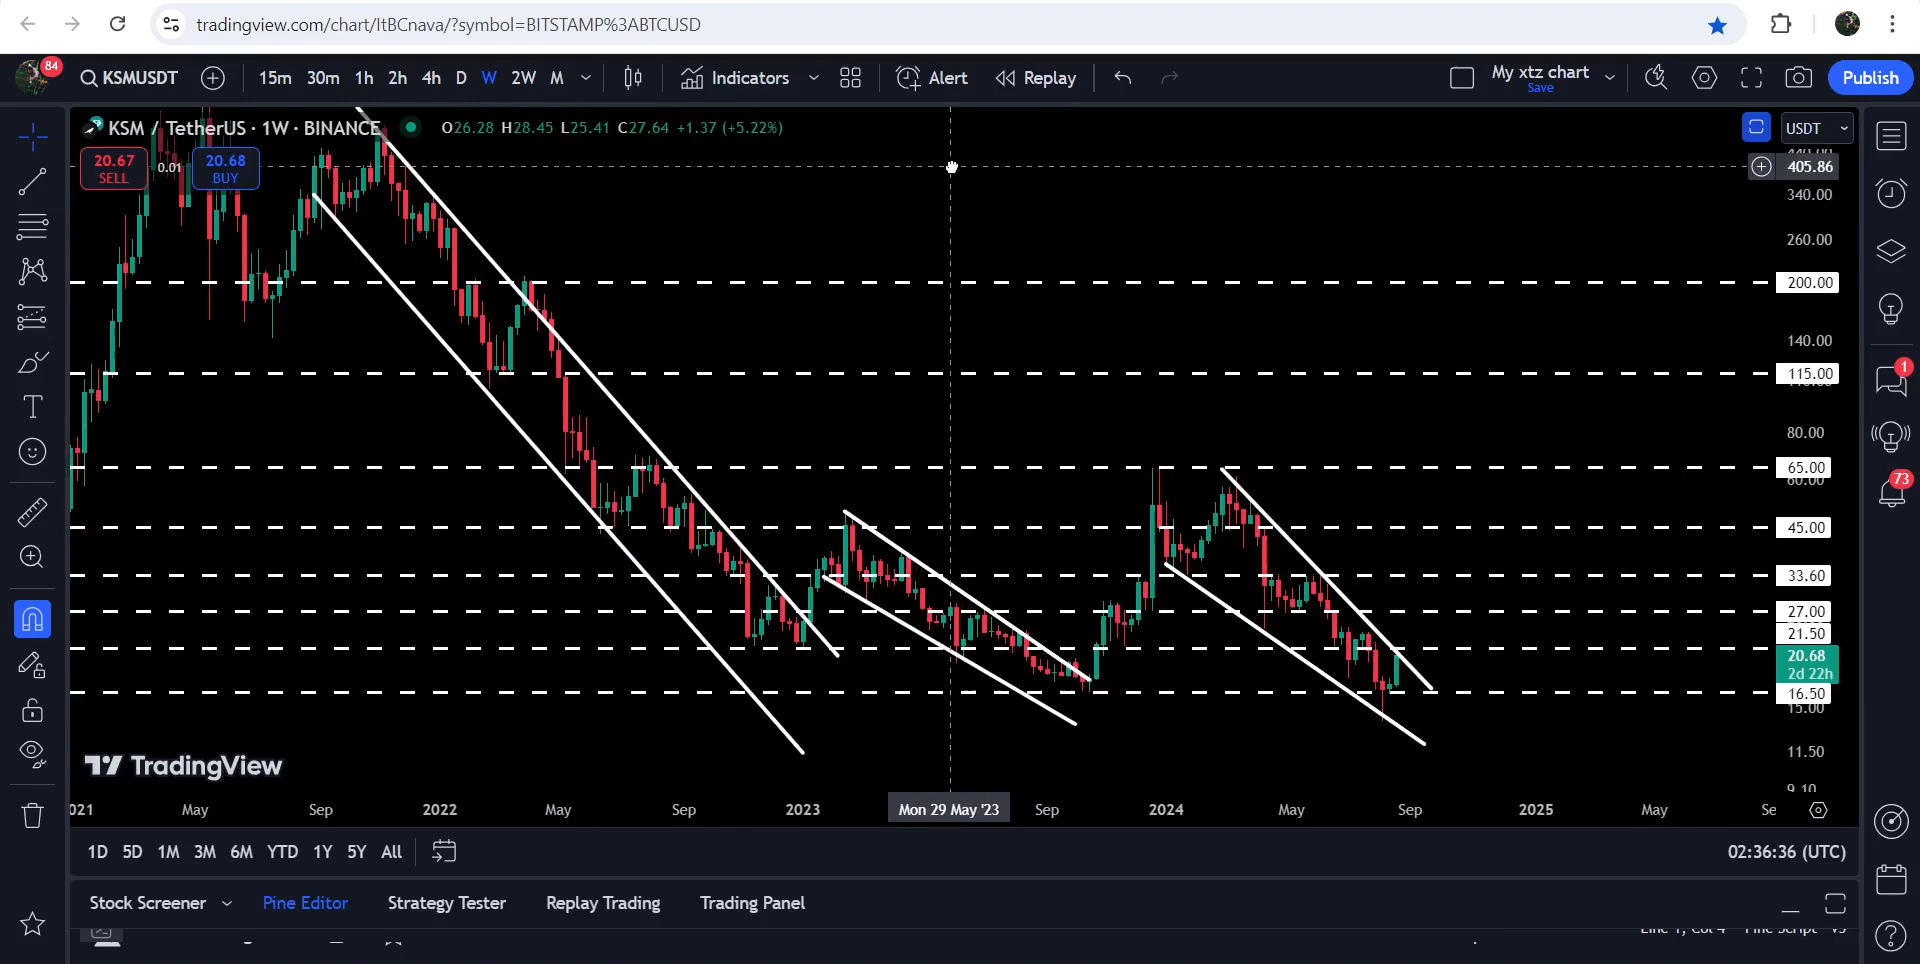 tradingview.com/chart/ItBCnava/?symbol=BITSTAMP%3ABTCUSD
84
KSMUSDT 15m 30m 1h 2h 4h D W 2W M Indicators Alert Replay My xtz chart Publish
Save
KSM / TetherUS · 1W · BINANCE O26.28 H28.45 L25.41 C27.64 +1.37 (+5.22%) USDT
20.67 0.01 20.68
SELL BUY
405.86
340.00
260.00
200.00
140.00
115.00
80.00
65.00
60.00
45.00
33.60
27.00
21.50
20.68
2d 22h
16.50
15.00
11.50
9.10
1
73
TradingView
021 May Sep 2022 May Sep 2023 Mon 29 May '23 Sep 2024 May Sep 2025 May Se
1D 5D 1M 3M 6M YTD 1Y 5Y All 02:36:36 (UTC)
Stock Screener Pine Editor Strategy Tester Replay Trading Trading Panel